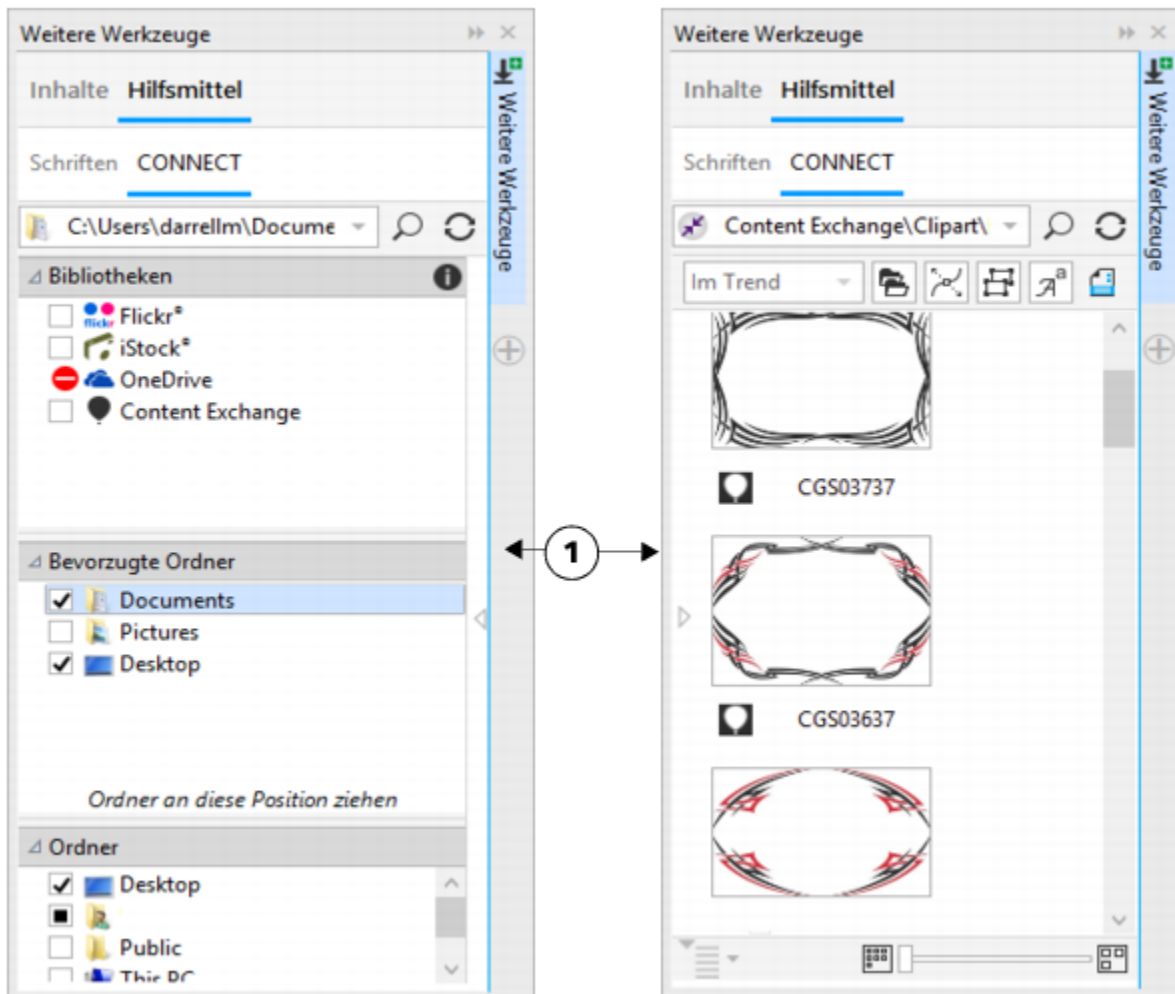 Weitere Werkzeuge
Inhalte Hilfsmittel
Schriften CONNECT
C:\Users\darrellm\Docume
Bibliotheken
flickr Flickr®
iStock®
OneDrive
Content Exchange
Bevorzugte Ordner
Documents
Pictures
Desktop
Ordner an diese Position ziehen
Ordner
Desktop
Public
This PC
Weitere Werkzeuge
1
Weitere Werkzeuge
Inhalte Hilfsmittel
Schriften CONNECT
Content Exchange\Clipart\
Im Trend
CGS03737
CGS03637
Weitere Werkzeuge